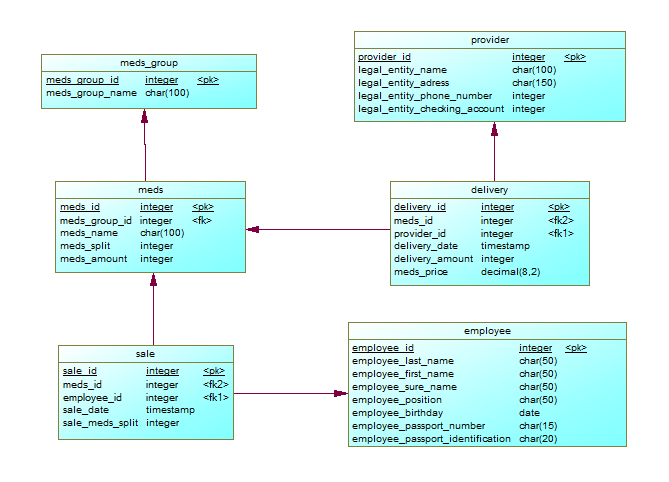 meds_group
meds_group_id integer <pk>
meds_group_name char(100)
provider
provider_id integer <pk>
legal_entity_name char(100)
legal_entity_adress char(150)
legal_entity_phone_number integer
legal_entity_checking_account integer
meds
meds_id integer <pk>
meds_group_id integer <fk>
meds_name char(100)
meds_split integer
meds_amount integer
delivery
delivery_id integer <pk>
meds_id integer <fk2>
provider_id integer <fk1>
delivery_date timestamp
delivery_amount integer
meds_price decimal(8,2)
sale
sale_id integer <pk>
meds_id integer <fk2>
employee_id integer <fk1>
sale_date timestamp
sale_meds_split integer
employee
employee_id integer <pk>
employee_last_name char(50)
employee_first_name char(50)
employee_sure_name char(50)
employee_position char(50)
employee_birthday date
employee_passport_number char(15)
employee_passport_identification char(20)